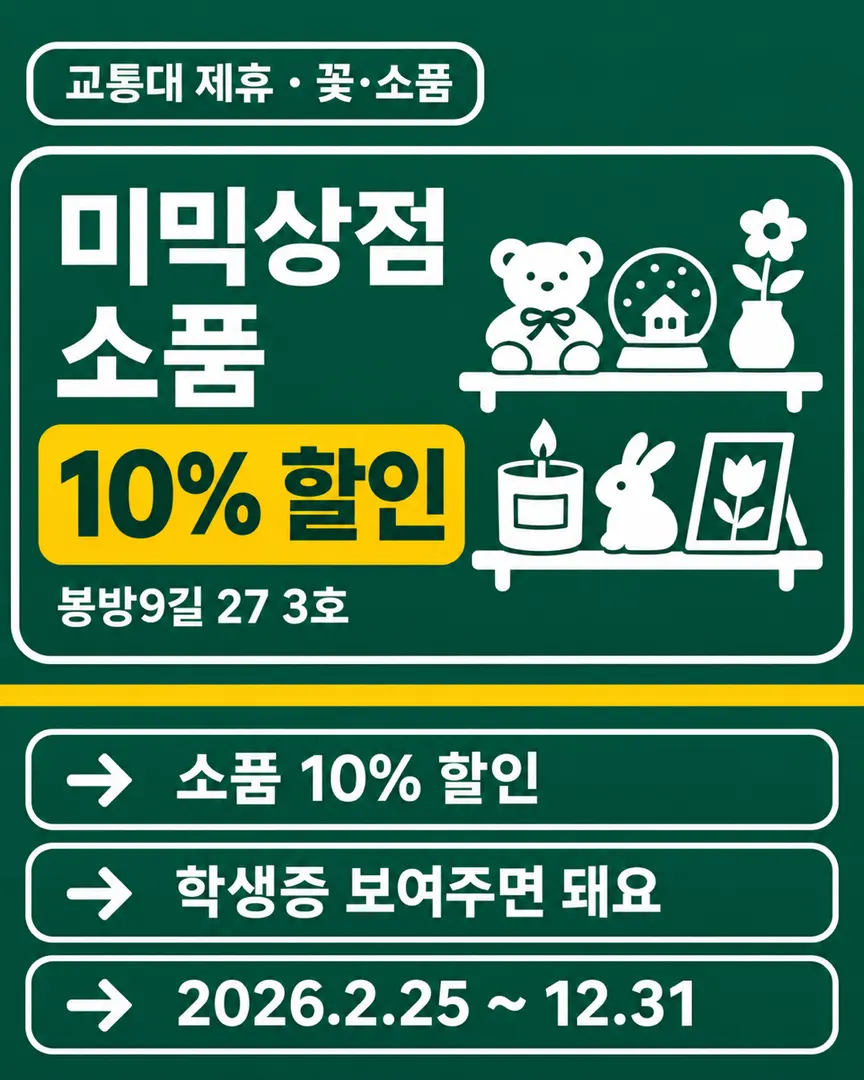 교통대 제휴 · 꽃·소품
미믹상점
소품
10% 할인
봉방9길 27 3호
→ 소품 10% 할인
→ 학생증 보여주면 돼요
→ 2026.2.25 ~ 12.31